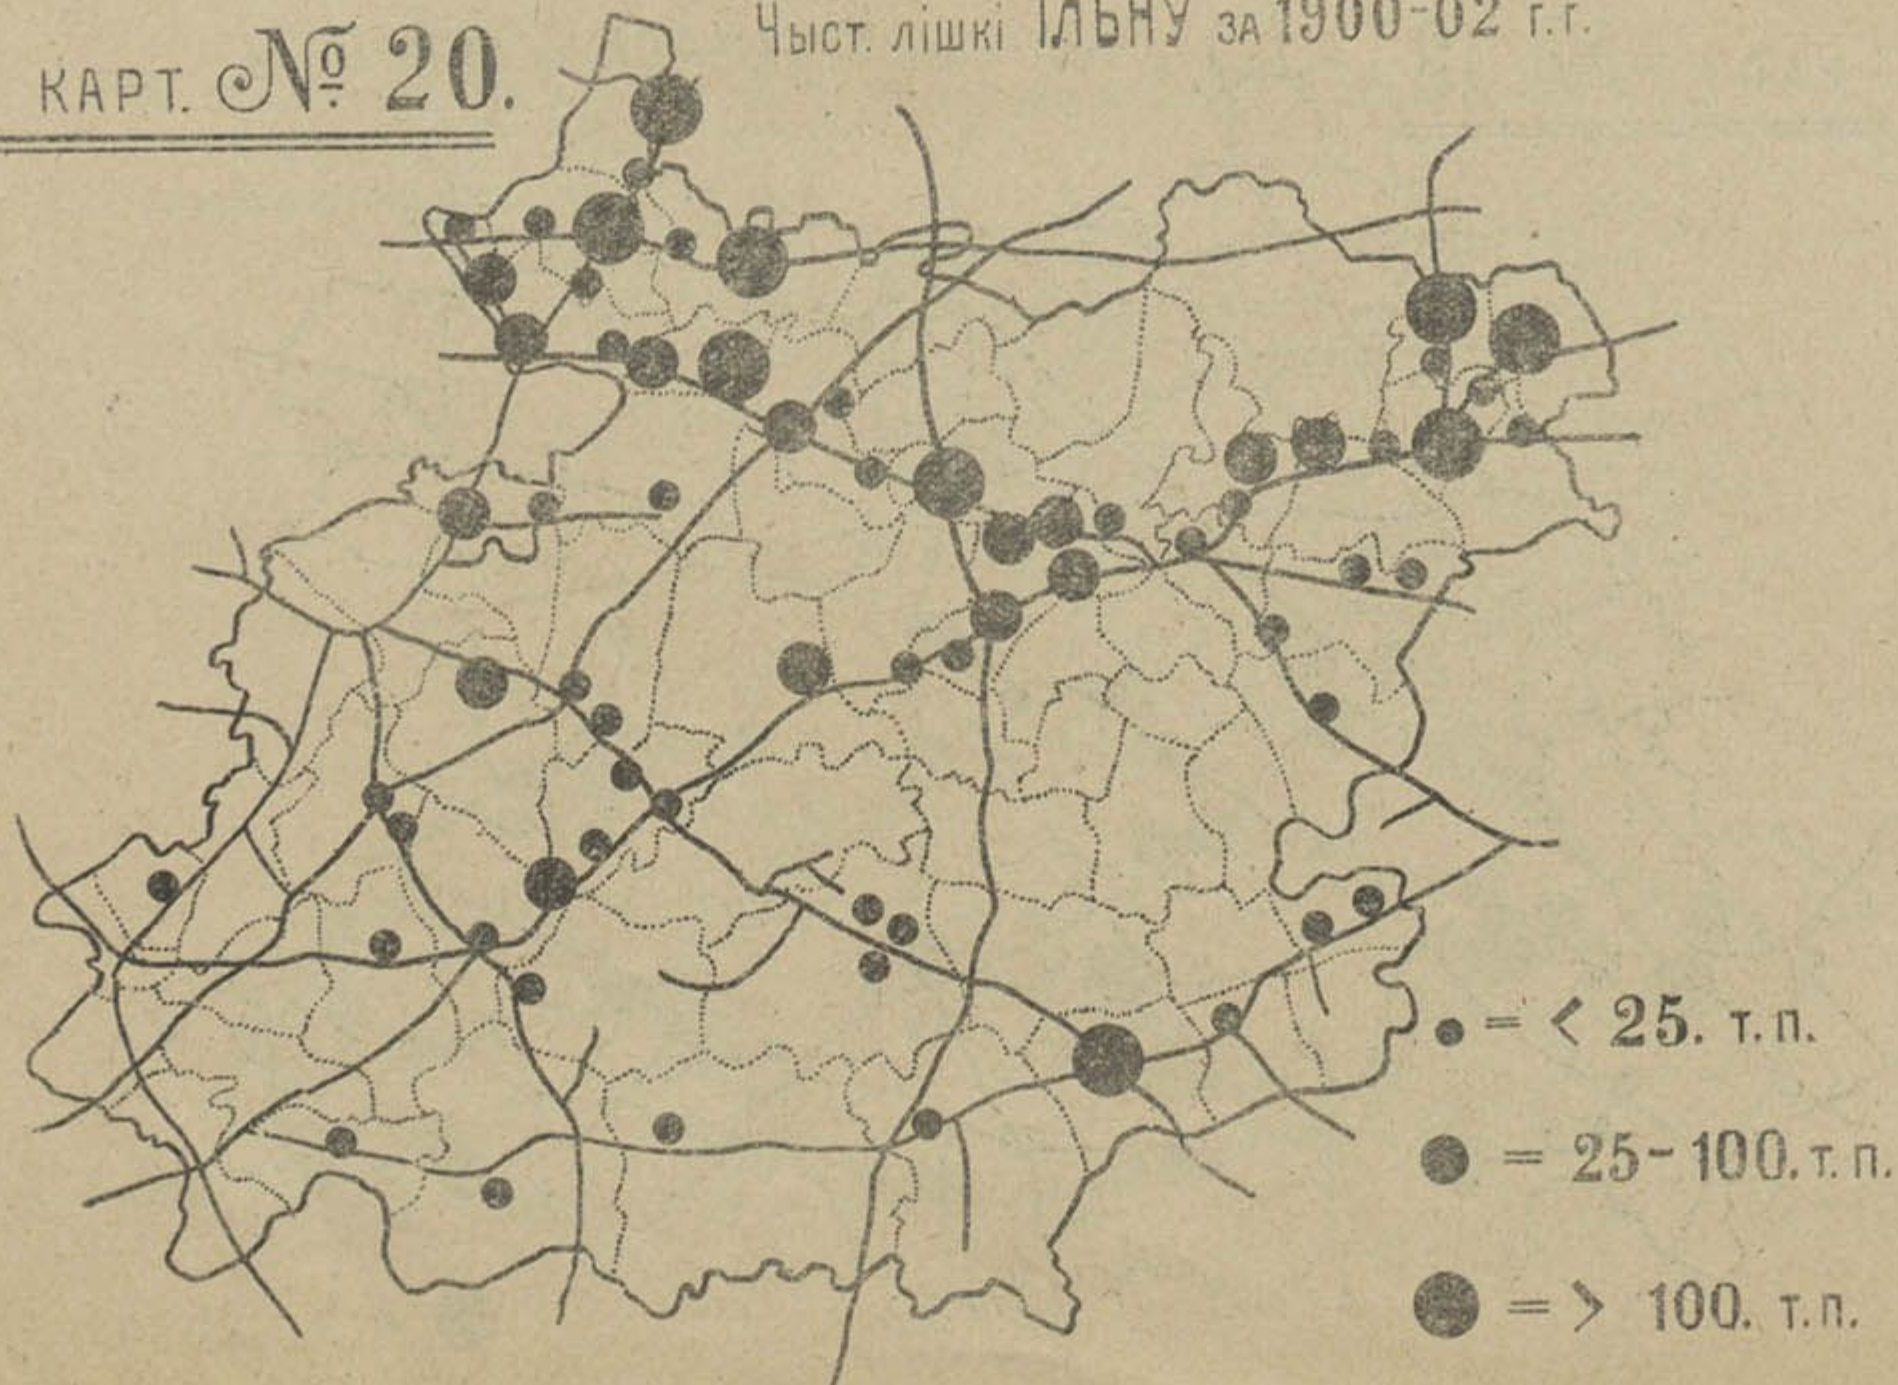 Чыст. лішкі ІЛЬНУ за 1900-02 г.г.
КАРТ. № 20.
= < 25. т.п.
= 25-100. т.п.
= > 100. т.п.